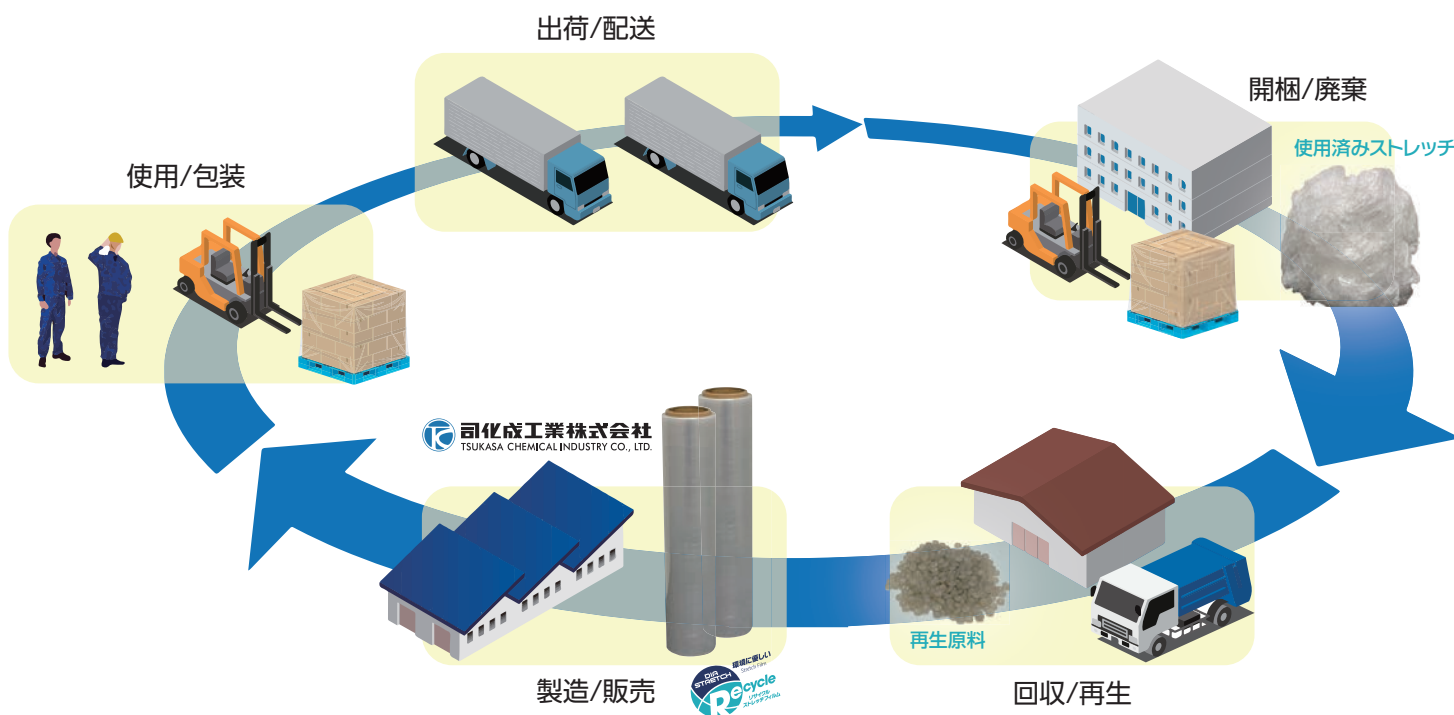 出荷/配送
開梱/廃棄
使用済みストレッチ
使用/包装
司化成工業株式会社
TSUKASA CHEMICAL INDUSTRY CO., LTD.
再生原料
製造/販売
環境に優しい
Stretch Film
DIA STRETCH
Recycle
リサイクル
ストレッチフィルム
回収/再生